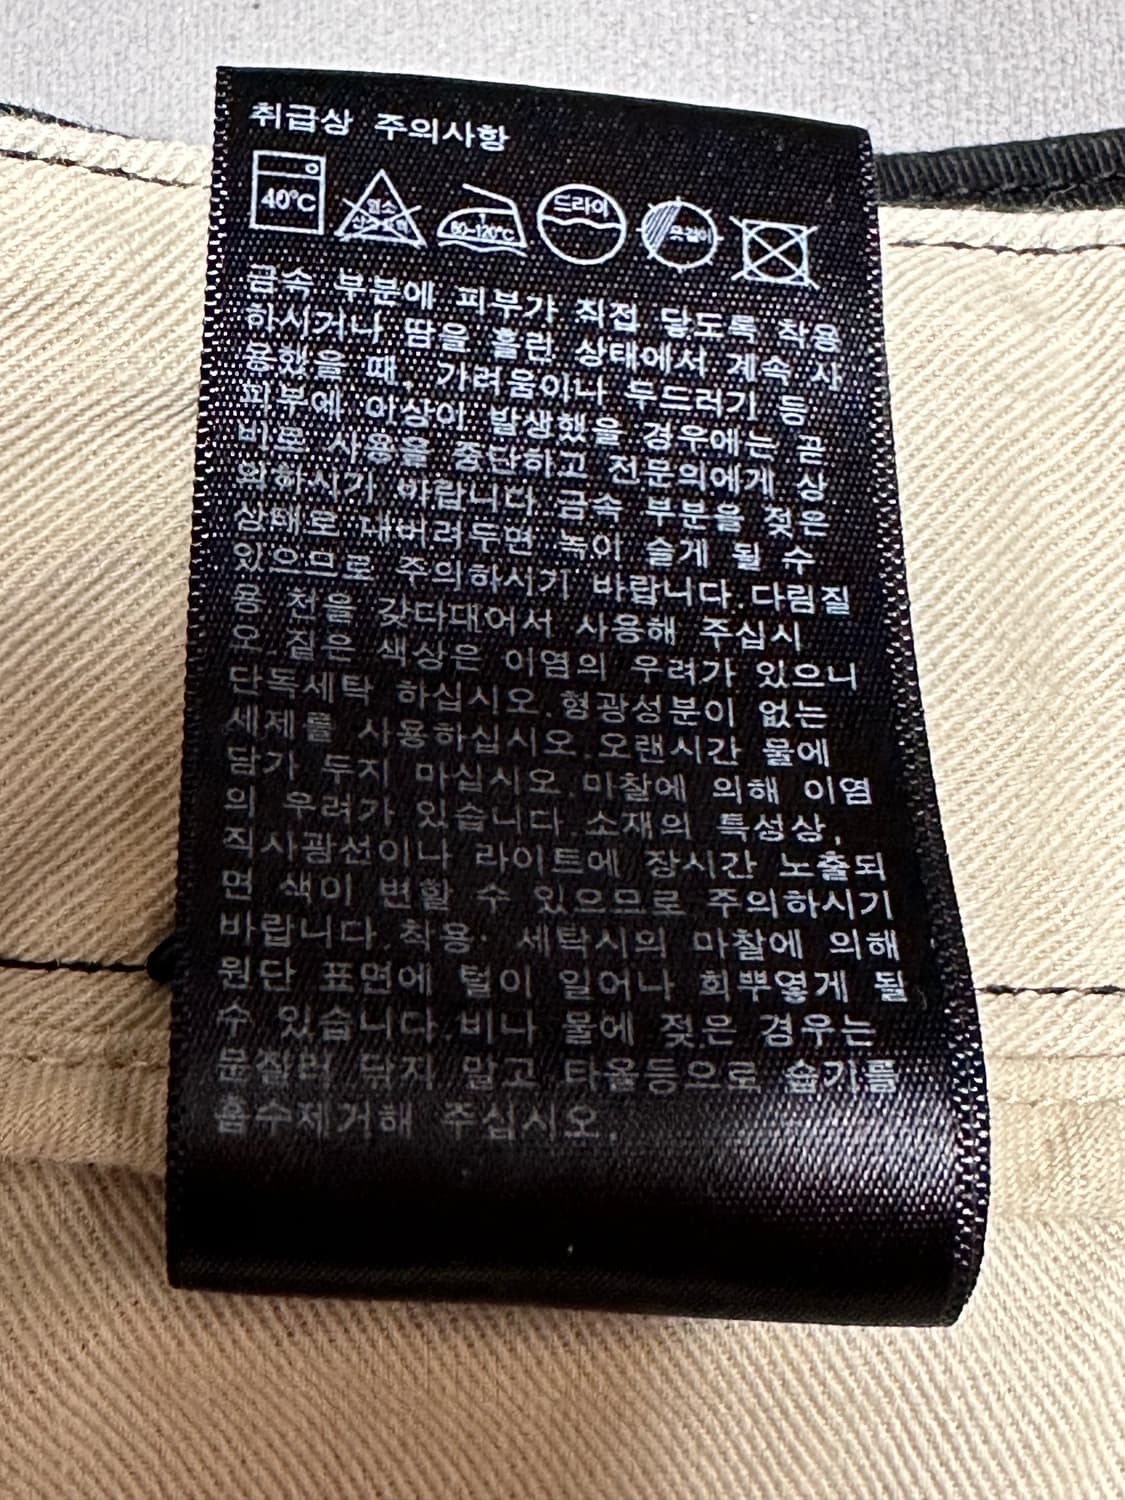 취급상 주의사항
40℃ 염소 산소표백 80~120℃ 드라이 옷걸이
금속 부분에 피부가 직접 닿도록 착용
하시거나 땀을 흘린 상태에서 계속 사
용했을 때, 가려움이나 두드러기 등
피부에 이상이 발생했을 경우에는 곧
바로 사용을 중단하고 전문의에게 상
의하시기 바랍니다.금속 부분을 젖은
상태로 내버려두면 녹이 슬게 될 수
있으므로 주의하시기 바랍니다.다림질
용 천을 갖다대어서 사용해 주십시
오.짙은 색상은 이염의 우려가 있으니
단독세탁 하십시오.형광성분이 없는
세제를 사용하십시오.오랜시간 물에
담가 두지 마십시오.마찰에 의해 이염
의 우려가 있습니다.소재의 특성상,
직사광선이나 라이트에 장시간 노출되
면 색이 변할 수 있으므로 주의하시기
바랍니다.착용· 세탁시의 마찰에 의해
원단 표면에 털이 일어나 희뿌옇게 될
수 있습니다.비나 물에 젖은 경우는
문질러 닦지 말고 타올등으로 습기를
흡수제거해 주십시오.